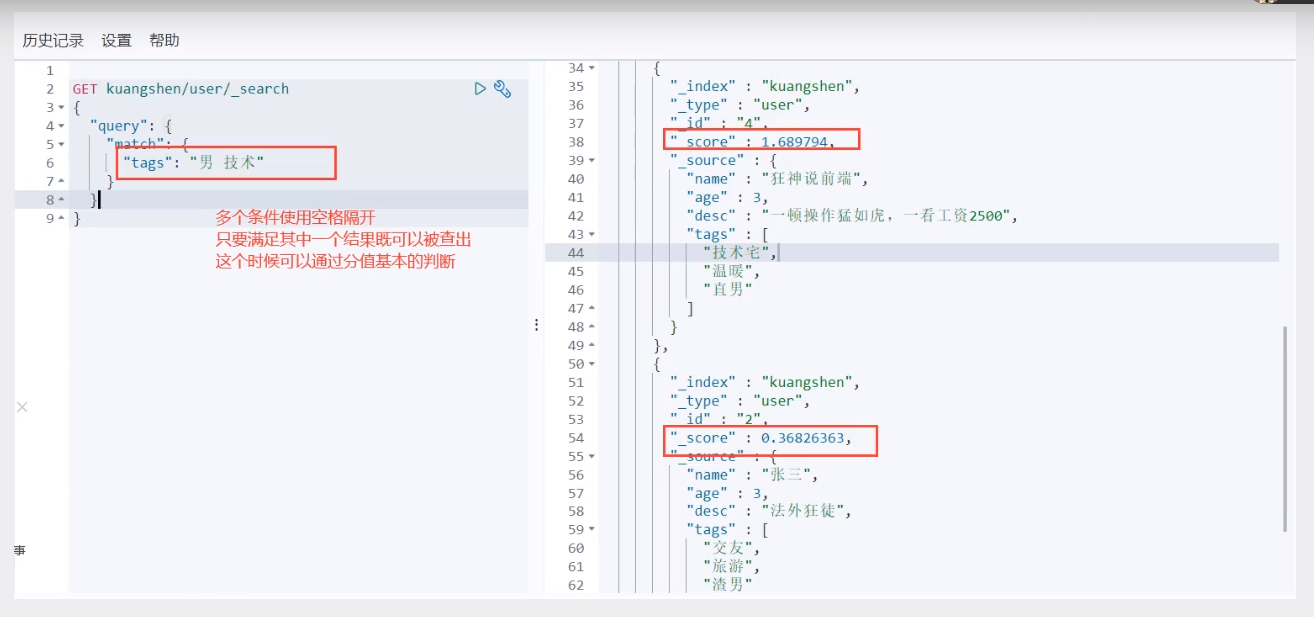 历史记录 设置 帮助
1
2 GET kuangshen/user/_search
3 {
4 "query": {
5 "match": {
6 "tags": "男 技术"
7 }
8 }
9 }
多个条件使用空格隔开
只要满足其中一个结果既可以被查出
这个时候可以通过分值基本的判断
事
34 {
35 "_index" : "kuangshen",
36 "_type" : "user",
37 "_id" : "4",
38 "_score" : 1.689794,
39 "_source" : {
40 "name" : "狂神说前端",
41 "age" : 3,
42 "desc" : "一顿操作猛如虎，一看工资2500",
43 "tags" : [
44 "技术宅",
45 "温暖",
46 "直男"
47 ]
48 }
49 },
50 {
51 "_index" : "kuangshen",
52 "_type" : "user",
53 "_id" : "2",
54 "_score" : 0.36826363,
55 "_source" : {
56 "name" : "张三",
57 "age" : 3,
58 "desc" : "法外狂徒",
59 "tags" : [
60 "交友",
61 "旅游",
62 "渣男"